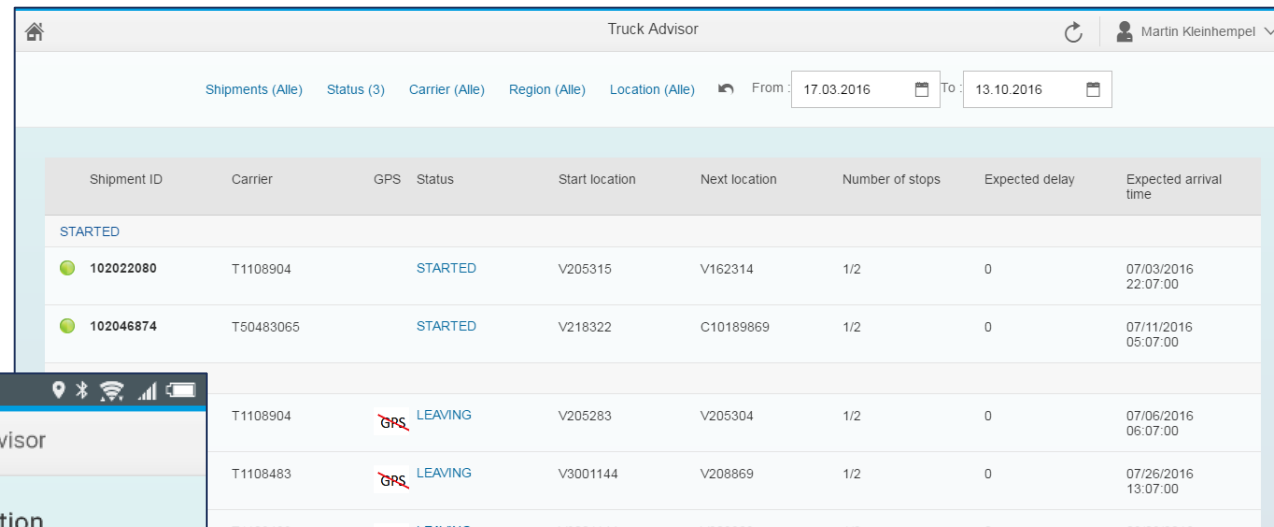 Truck Advisor
Martin Kleinhempel
Shipments (Alle) Status (3) Carrier (Alle) Region (Alle) Location (Alle) From : 17.03.2016 To : 13.10.2016
Shipment ID Carrier GPS Status Start location Next location Number of stops Expected delay Expected arrival
time
STARTED
102022080 T1108904 STARTED V205315 V162314 1/2 0 07/03/2016
22:07:00
102046874 T50483065 STARTED V218322 C10189869 1/2 0 07/11/2016
05:07:00
T1108904 GPS LEAVING V205283 V205304 1/2 0 07/06/2016
06:07:00
visor
T1108483 GPS LEAVING V3001144 V208869 1/2 0 07/26/2016
13:07:00
tion